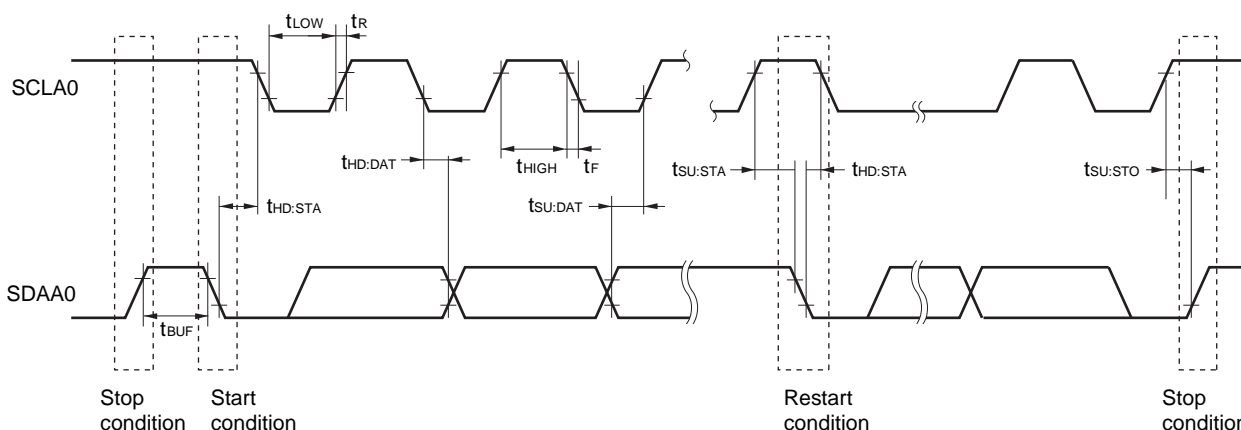 tLOW
tR
SCLA0
tHD:DAT
tHIGH
tF
tSU:STA
tHD:STA
tSU:STO
tHD:STA
tSU:DAT
SDAA0
tBUF
Stop
condition
Start
condition
Restart
condition
Stop
condition